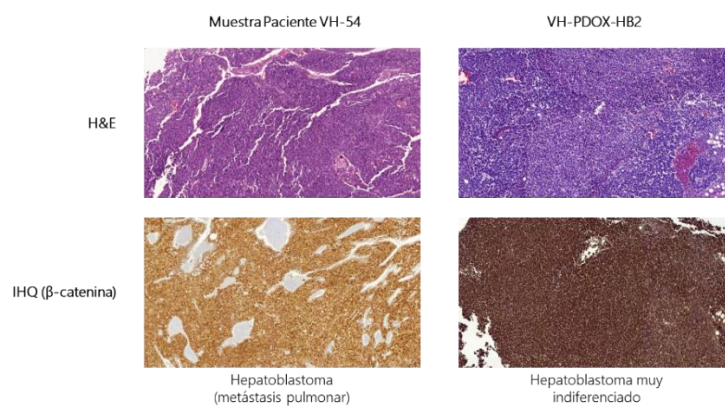 Muestra Paciente VH-54
VH-PDOX-HB2
H&E
IHQ (β-catenina)
Hepatoblastoma
(metástasis pulmonar)
Hepatoblastoma muy
indiferenciado